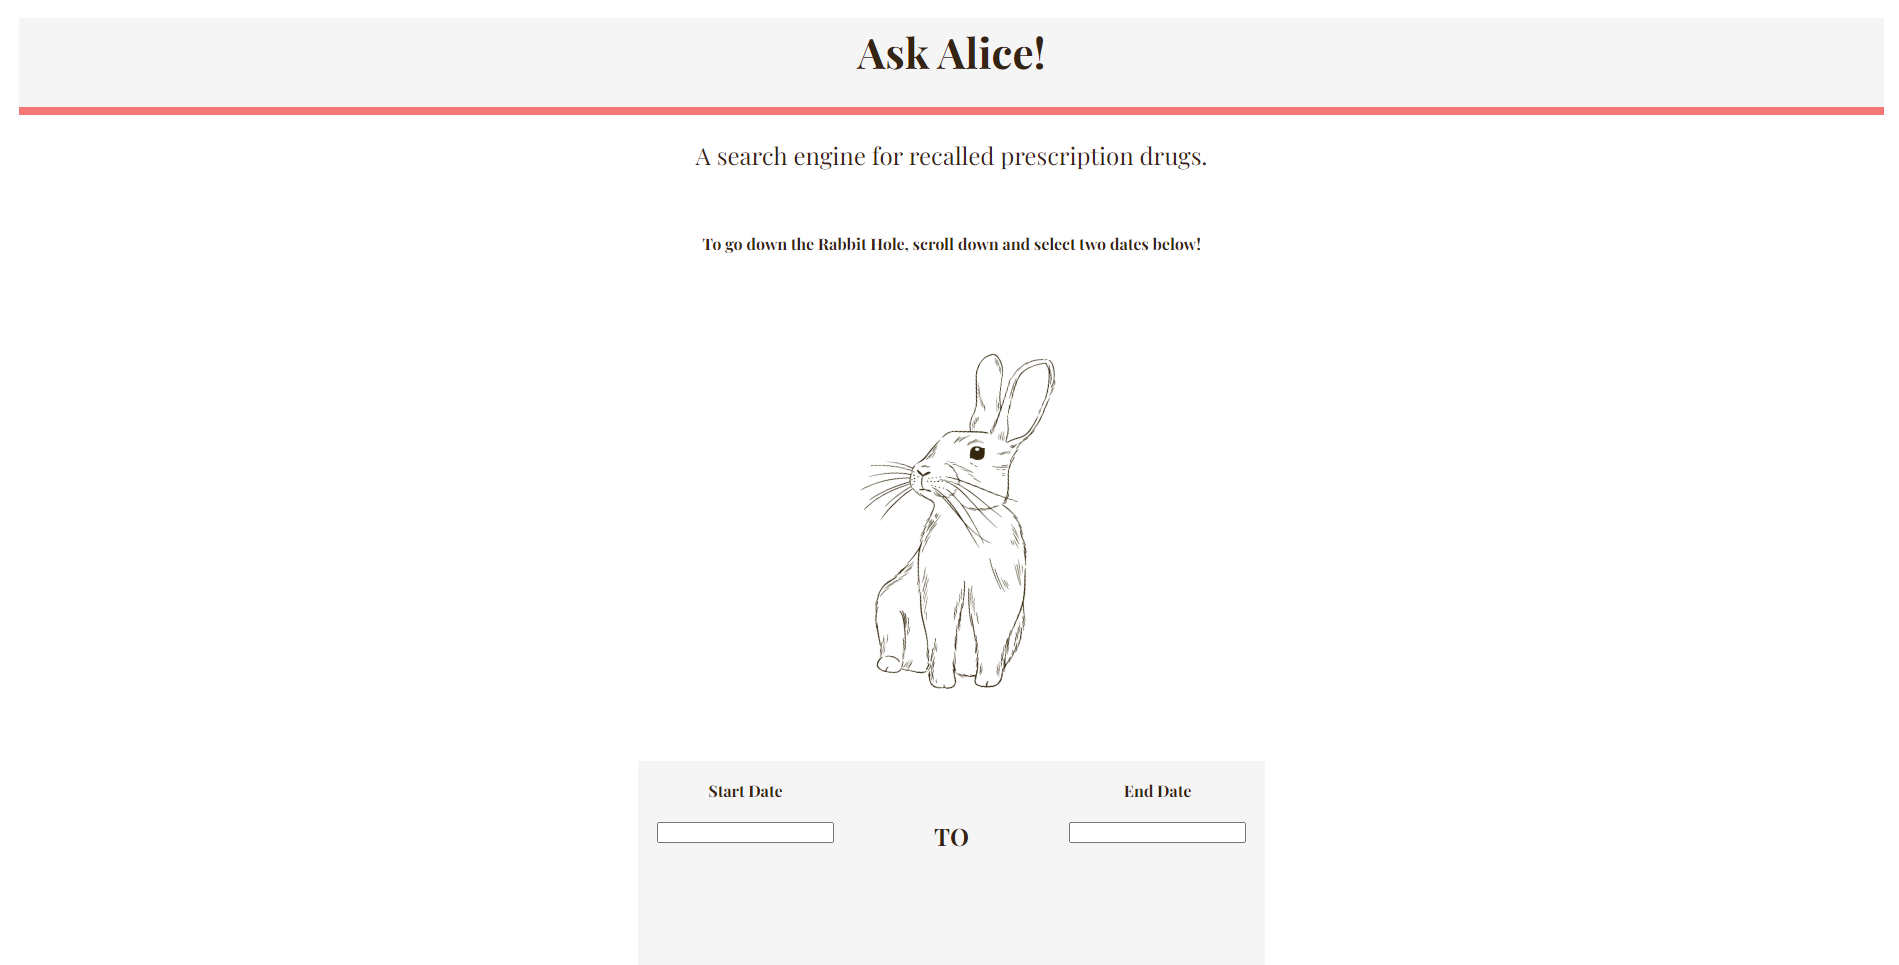 Ask Alice!
A search engine for recalled prescription drugs.
To go down the Rabbit Hole, scroll down and select two dates below!
Start Date
End Date
TO